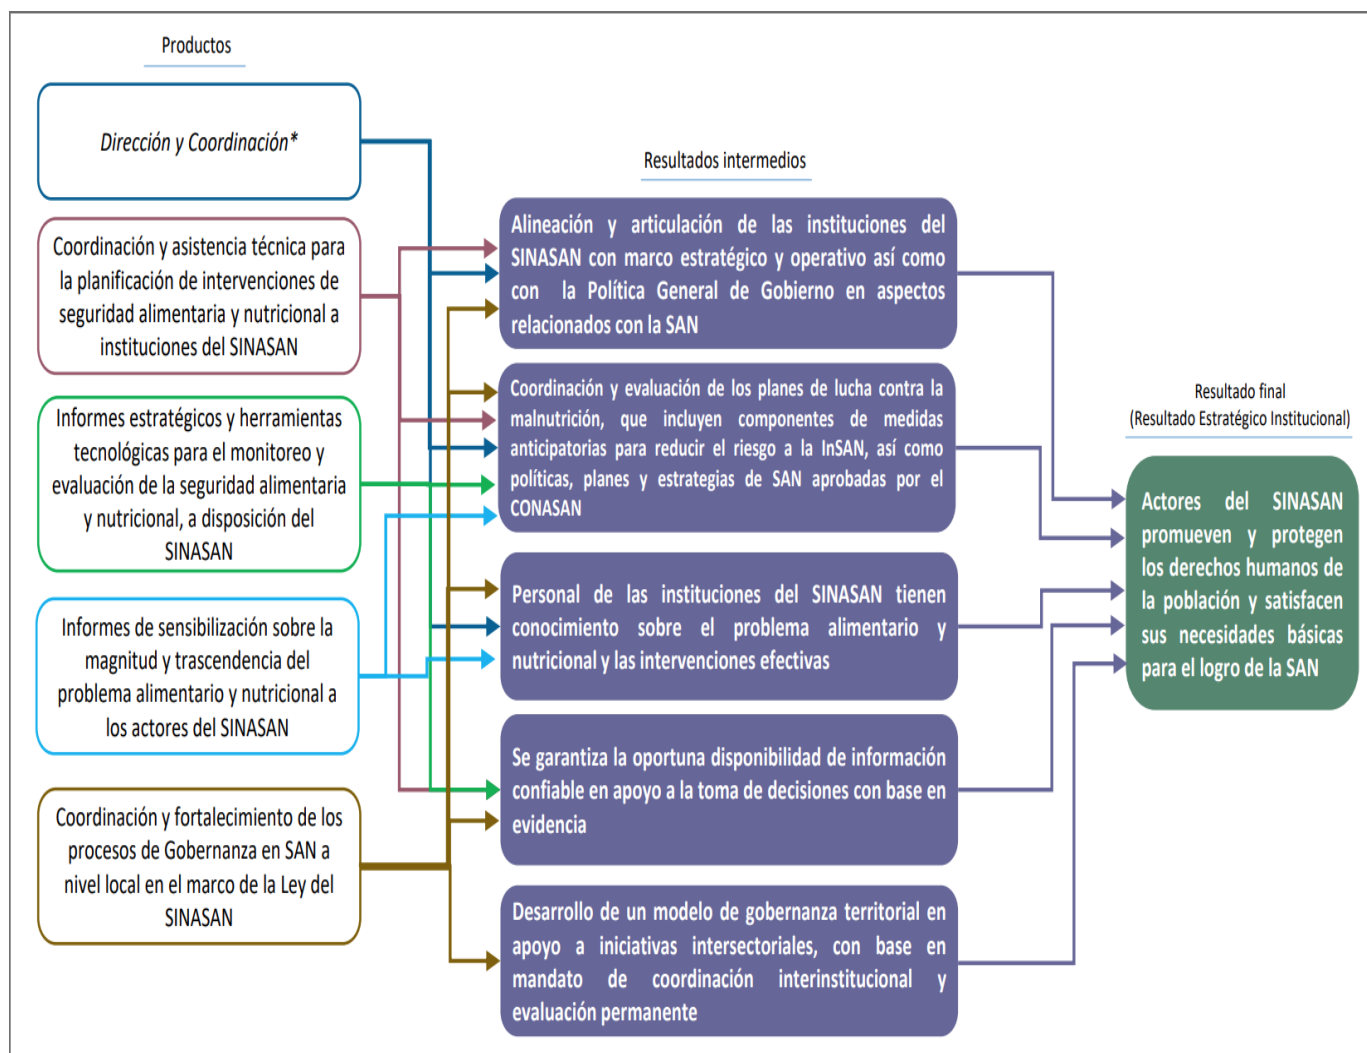 Productos
Dirección y Coordinación*
Coordinación y asistencia técnica para
la planificación de intervenciones de
seguridad alimentaria y nutricional a
instituciones del SINASAN
Informes estratégicos y herramientas
tecnológicas para el monitoreo y
evaluación de la seguridad alimentaria
y nutricional, a disposición del
SINASAN
Informes de sensibilización sobre la
magnitud y trascendencia del
problema alimentario y nutricional a
los actores del SINASAN
Coordinación y fortalecimiento de los
procesos de Gobernanza en SAN a
nivel local en el marco de la Ley del
SINASAN
Resultados intermedios
Alineación y articulación de las instituciones del
SINASAN con marco estratégico y operativo así como
con la Política General de Gobierno en aspectos
relacionados con la SAN
Coordinación y evaluación de los planes de lucha contra la
malnutrición, que incluyen componentes de medidas
anticipatorias para reducir el riesgo a la InSAN, así como
políticas, planes y estrategias de SAN aprobadas por el
CONASAN
Personal de las instituciones del SINASAN tienen
conocimiento sobre el problema alimentario y
nutricional y las intervenciones efectivas
Se garantiza la oportuna disponibilidad de información
confiable en apoyo a la toma de decisiones con base en
evidencia
Desarrollo de un modelo de gobernanza territorial en
apoyo a iniciativas intersectoriales, con base en
mandato de coordinación interinstitucional y
evaluación permanente
Resultado final
(Resultado Estratégico Institucional)
Actores del SINASAN
promueven y protegen
los derechos humanos de
la población y satisfacen
sus necesidades básicas
para el logro de la SAN